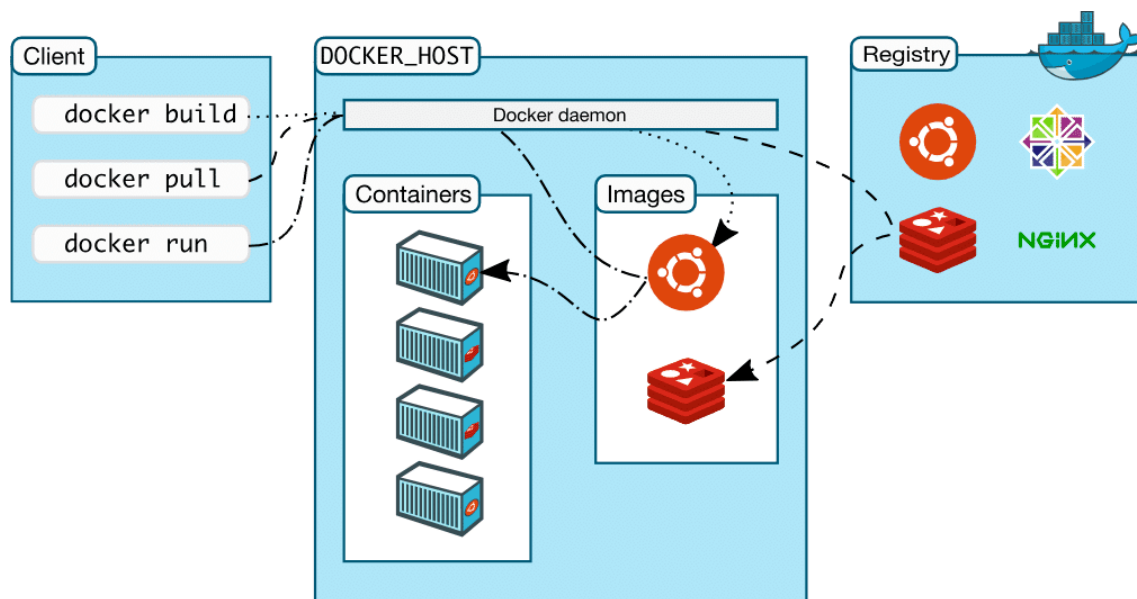 Client
docker build
docker pull
docker run
DOCKER_HOST
Docker daemon
Containers
Images
Registry
NGiNX